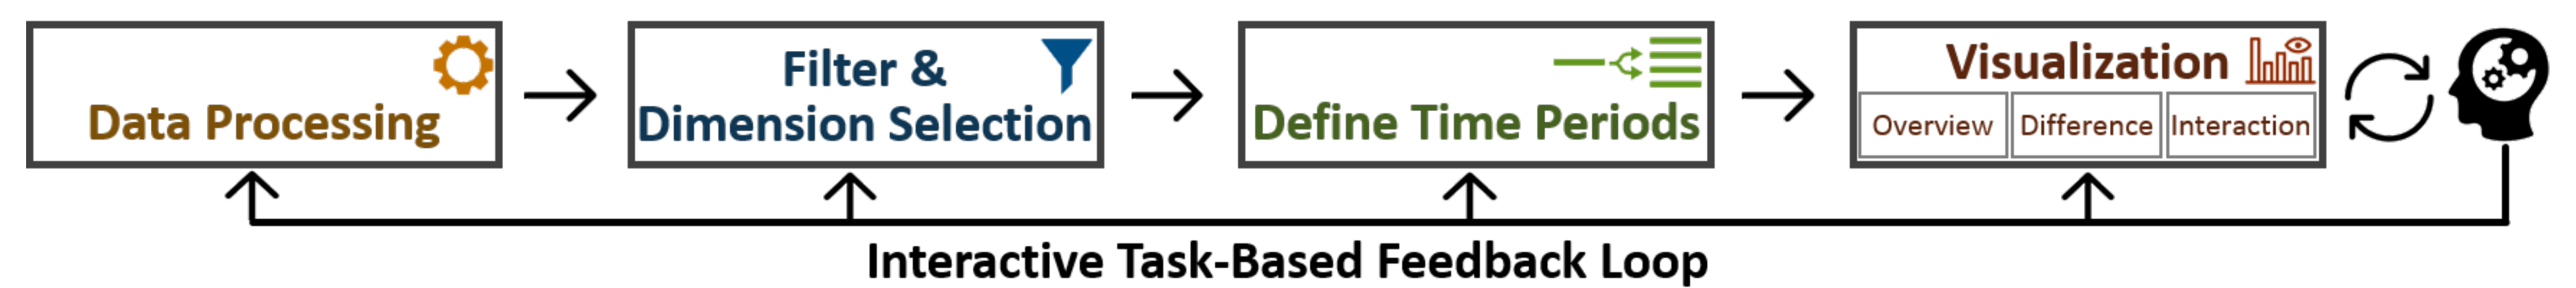 Data Processing
Filter &
Dimension Selection
Define Time Periods
Visualization
Overview
Difference
Interaction
Interactive Task-Based Feedback Loop